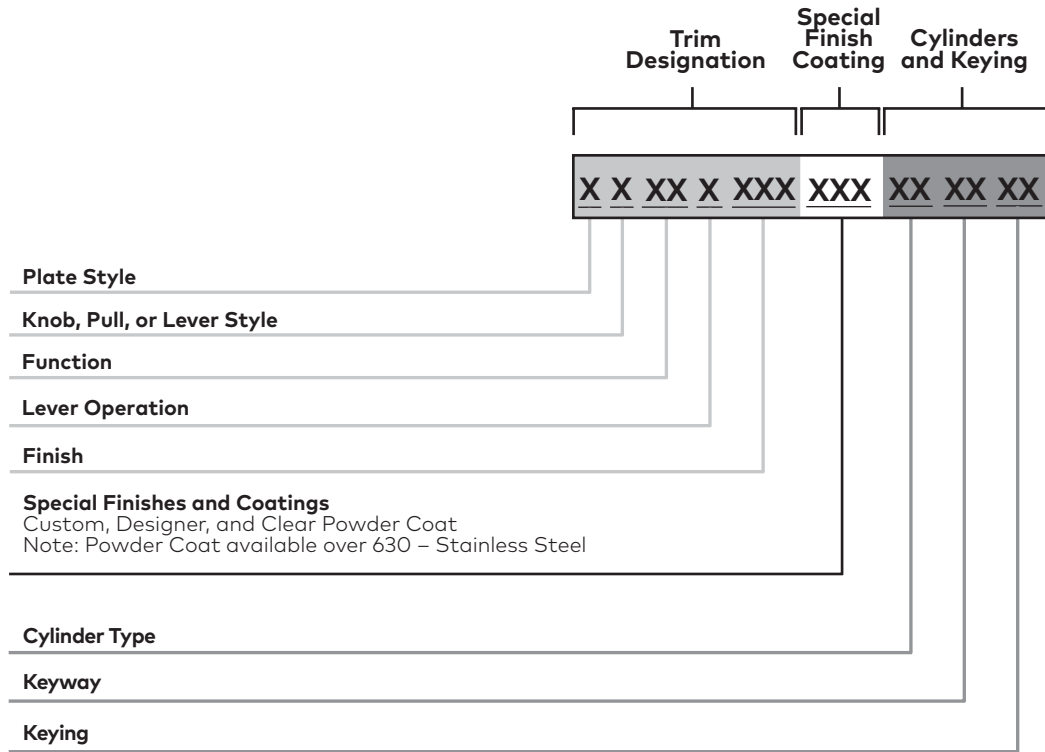 Trim
Designation
Special
Finish
Coating
Cylinders
and Keying
X X XX X XXX XXX XX XX XX
Plate Style
Knob, Pull, or Lever Style
Function
Lever Operation
Finish
Special Finishes and Coatings
Custom, Designer, and Clear Powder Coat
Note: Powder Coat available over 630 – Stainless Steel
Cylinder Type
Keyway
Keying